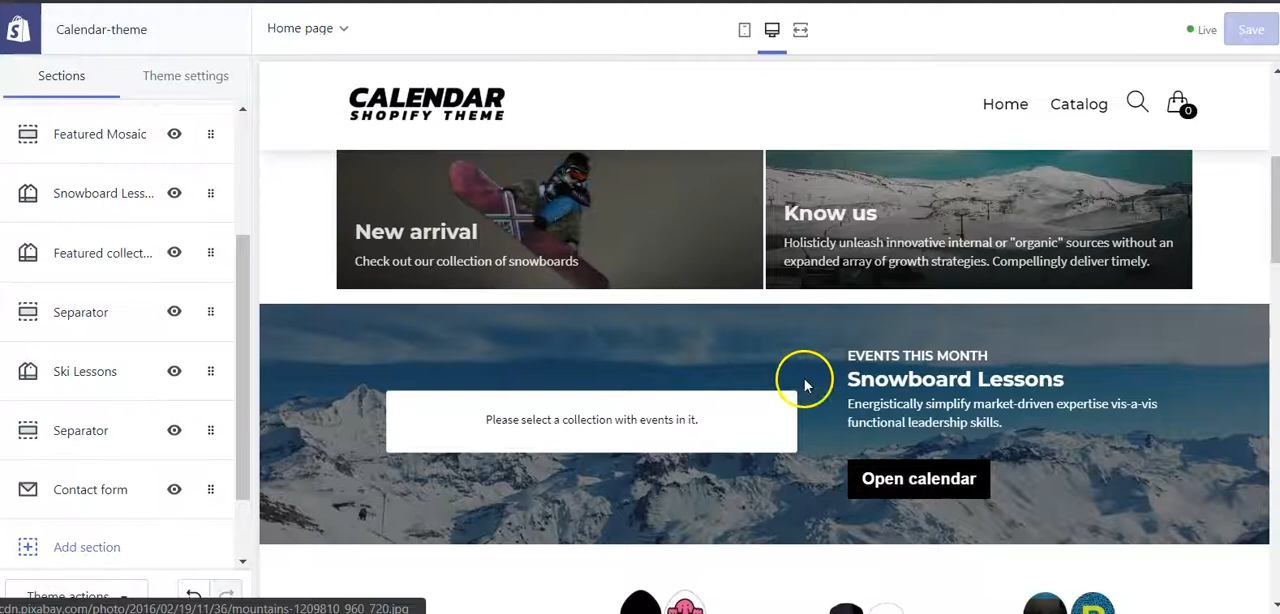 Calendar-theme
Home page
Live
Save
Sections
Theme settings
CALENDAR
SHOPIFY THEME
Home
Catalog
0
Featured Mosaic
Snowboard Less...
Featured collect...
Separator
Ski Lessons
Separator
Contact form
Add section
Theme actions
New arrival
Check out our collection of snowboards
Know us
Holisticly unleash innovative internal or "organic" sources without an
expanded array of growth strategies. Compellingly deliver timely.
Please select a collection with events in it.
EVENTS THIS MONTH
Snowboard Lessons
Energistically simplify market-driven expertise vis-a-vis
functional leadership skills.
Open calendar
cdn.pixabay.com/photo/2016/02/19/11/36/mountains-1209810_960_720.jpg